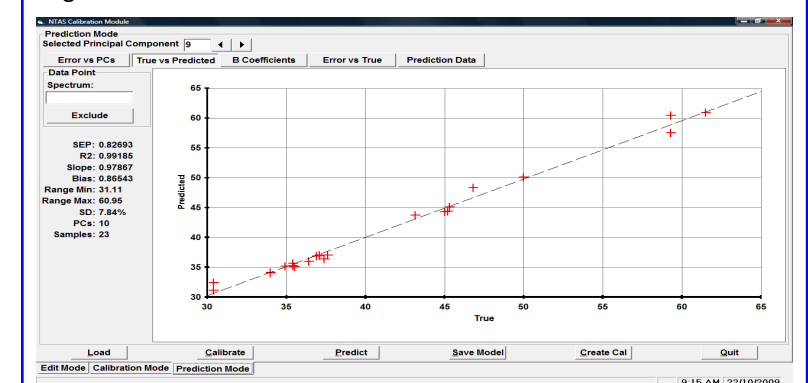 NTAS Calibration Module
Prediction Mode
Selected Principal Component 9
Error vs PCs True vs Predicted B Coefficients Error vs True Prediction Data
Data Point
Spectrum:
Exclude
SEP: 0.82693
R2: 0.99185
Slope: 0.97867
Bias: 0.86543
Range Min: 31.11
Range Max: 60.95
SD: 7.84%
PCs: 10
Samples: 23
Predicted
65
60
55
60
45
40
35
30
30 35 40 45 50 55 60 65
True
Load Calibrate Predict Save Model Create Cal Quit
Edit Mode Calibration Mode Prediction Mode
9:15 AM 22/10/2009